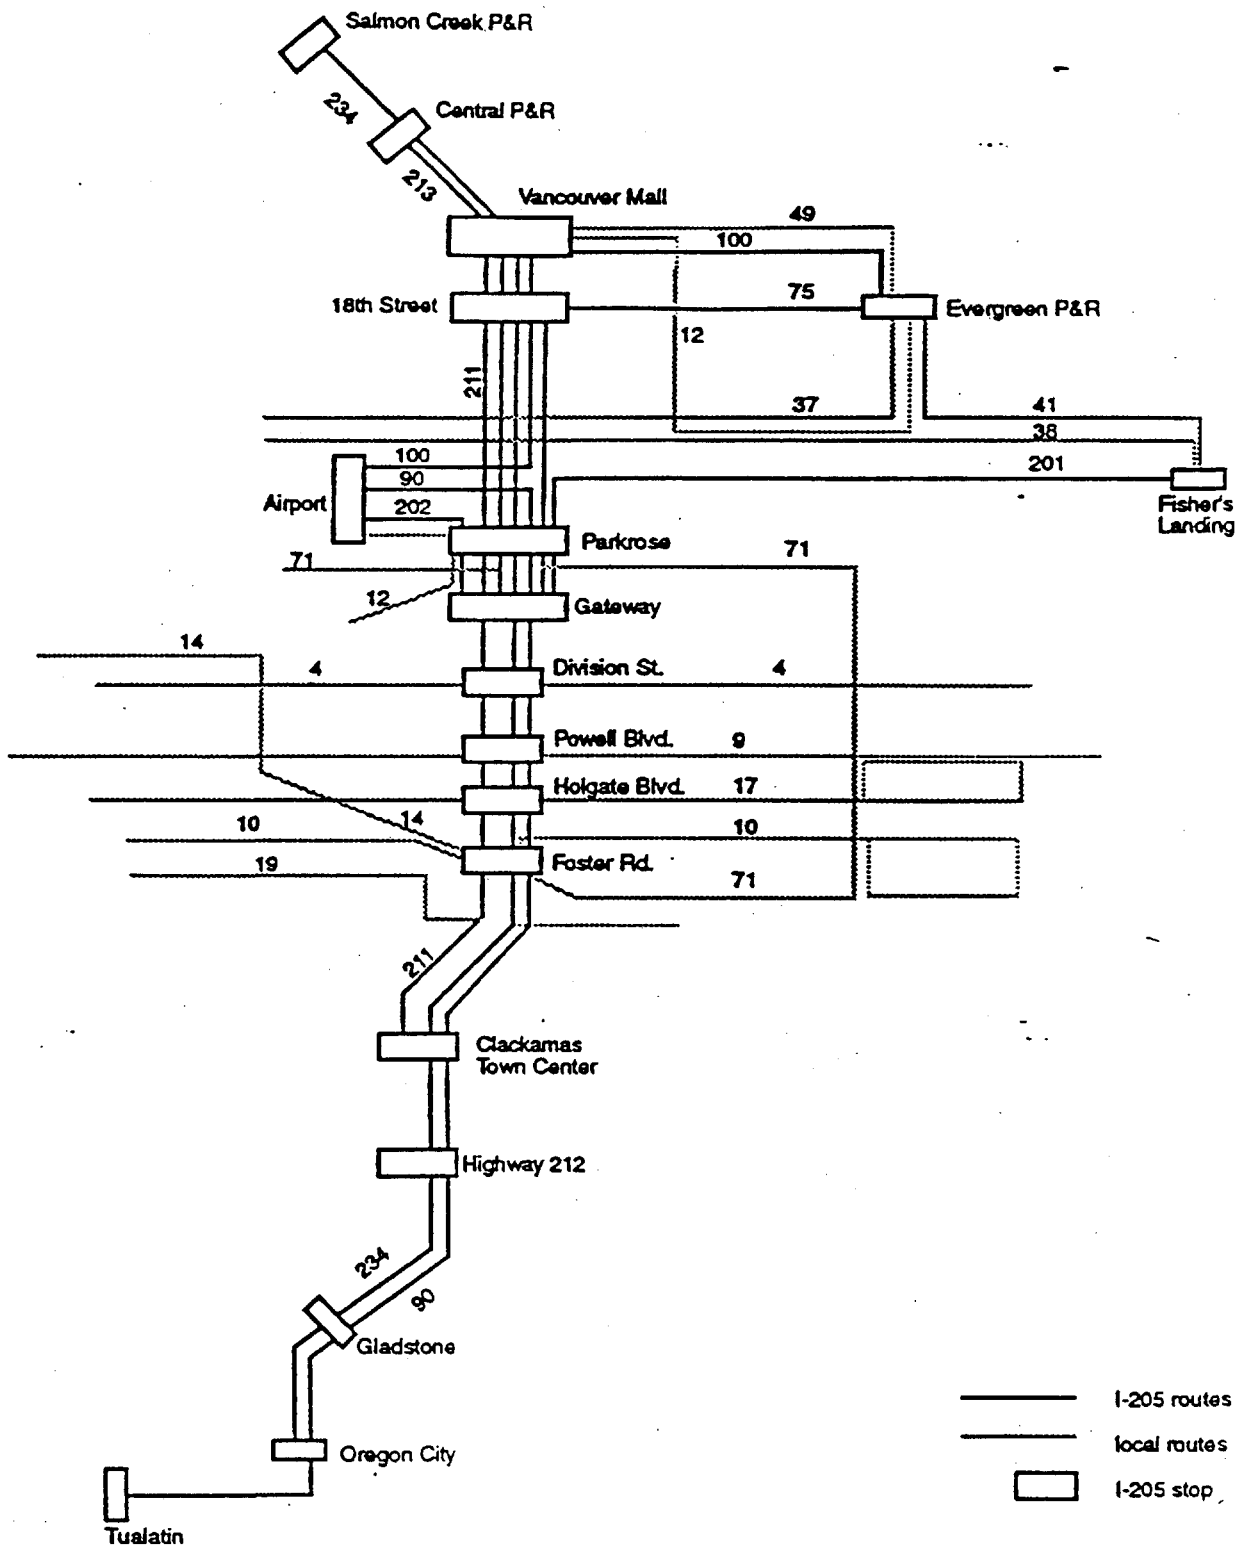 Salmon Creek P&R
234
Central P&R
213
Vancouver Mall
49
100
18th Street
75
Evergreen P&R
12
211
37
41
38
100
201
90
Airport
202
Fisher's
Landing
Parkrose
71
71
12
Gateway
14
4
Division St.
4
Powell Blvd.
9
Holgate Blvd.
17
10
14
10
19
Foster Rd.
71
211
Clackamas
Town Center
Highway 212
234
90
Gladstone
I-205 routes
local routes
Oregon City
I-205 stop
Tualatin